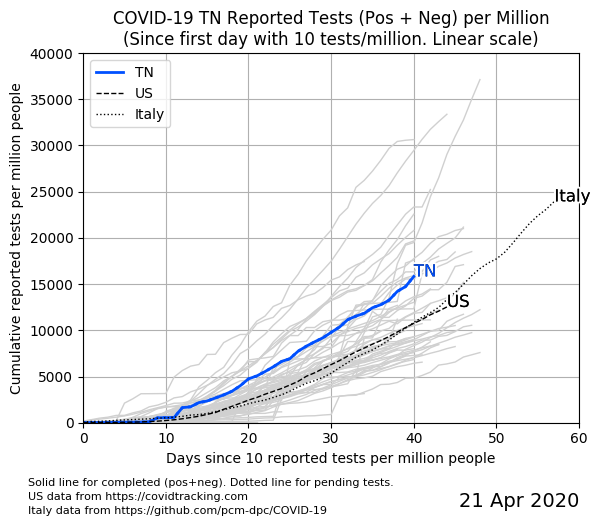 COVID-19 TN Reported Tests (Pos + Neg) per Million
(Since first day with 10 tests/million. Linear scale)
Cumulative reported tests per million people
40000
35000
30000
25000
20000
15000
10000
5000
0
TN
US
Italy
Italy
TN
US
0 10 20 30 40 50 60
Days since 10 reported tests per million people
Solid line for completed (pos+neg). Dotted line for pending tests.
US data from https://covidtracking.com
Italy data from https://github.com/pcm-dpc/COVID-19
21 Apr 2020